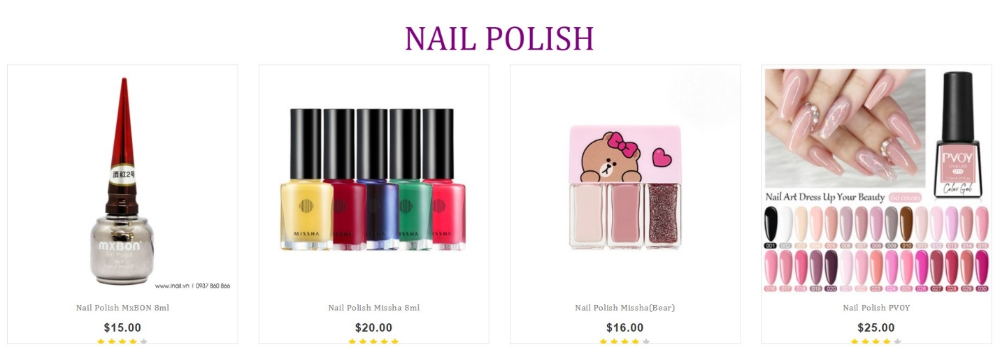 NAIL POLISH
酒紅2号
MXBON
Gel Polish
www.inail.vn | 0937 860 866
Nail Polish MxBON 8ml
$15.00
MISSHA
MISSHA
MISSHA
Nail Polish Missha 8ml
$20.00
Nail Polish Missha(Bear)
$16.00
PVOY
UV&LED
014
Color Gel
Nail Art Dress Up Your Beauty
60 COLORS
001 002 003 004 005 006 007 008 009 010 011 012 013 014 015
016 017 018 019 020 021 022 023 024 025 026 027 028 029 030
Nail Polish PVOY
$25.00